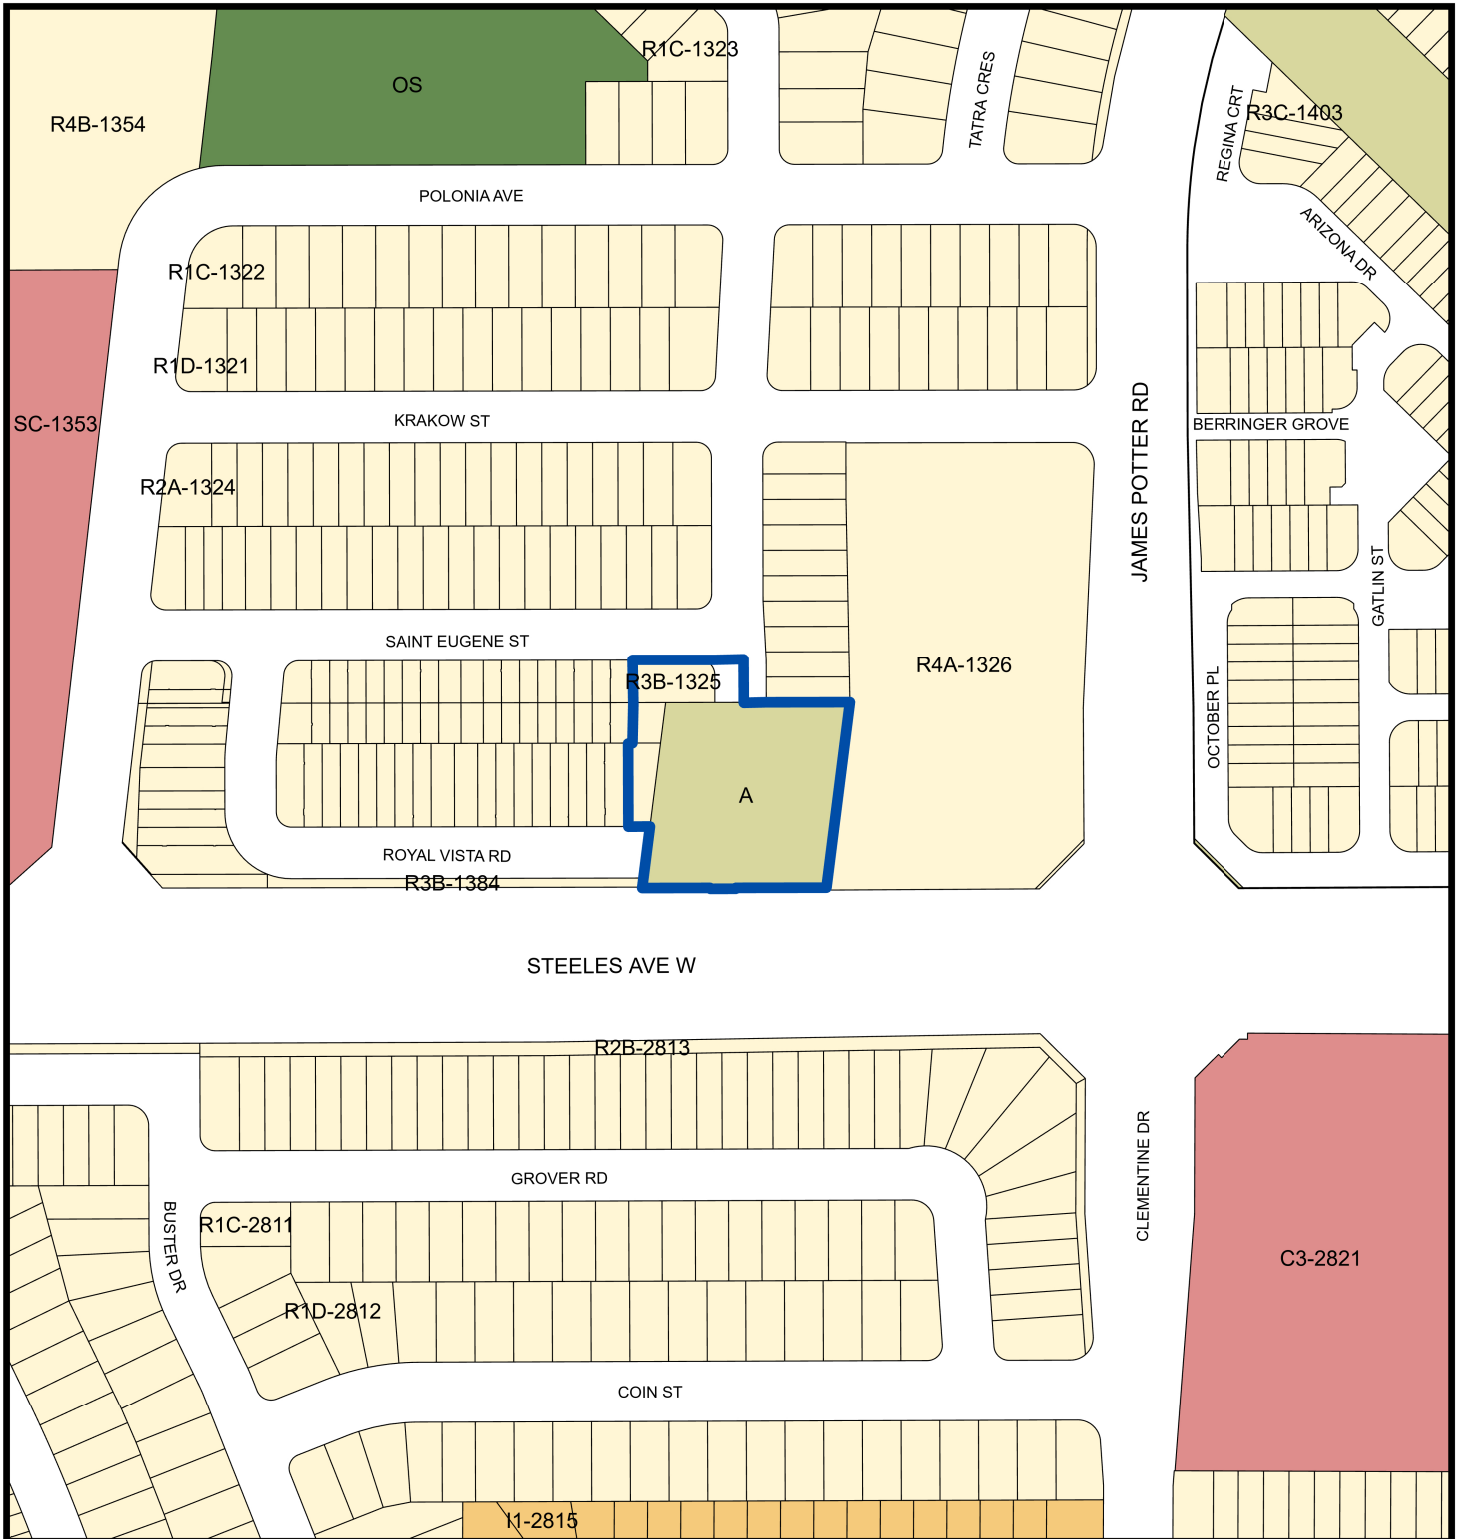 R1C-1323
OS
TATRA CRES
REGINA CRT
R3C-1403
R4B-1354
POLONIA AVE
ARIZONA DR
R1C-1322
R1D-1321
SC-1353
KRAKOW ST
JAMES POTTER RD
BERRINGER GROVE
R2A-1324
GATLIN ST
SAINT EUGENE ST
R3B-1325
R4A-1326
OCTOBER PL
A
ROYAL VISTA RD
R3B-1384
STEELES AVE W
R2B-2813
CLEMENTINE DR
GROVER RD
BUSTER DR
R1C-2811
C3-2821
R1D-2812
COIN ST
I1-2815